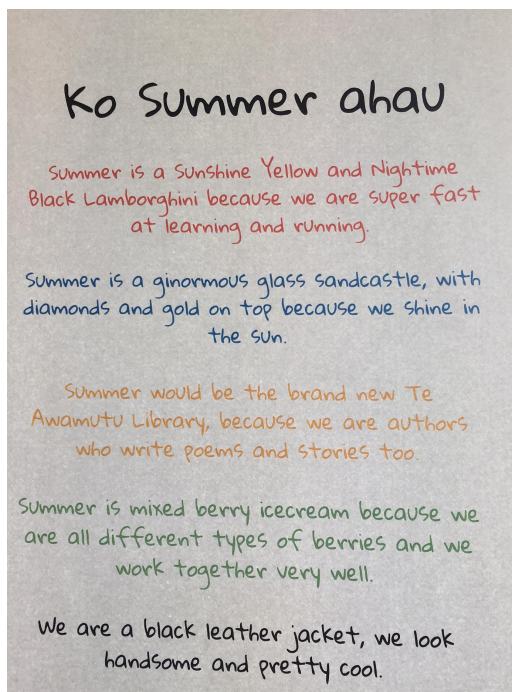 Ko Summer ahau
Summer is a Sunshine Yellow and Nightime
Black Lamborghini because we are super fast
at learning and running.
Summer is a ginormous glass sandcastle, with
diamonds and gold on top because we shine in
the sun.
Summer would be the brand new Te
Awamutu Library, because we are authors
who write poems and stories too.
Summer is mixed berry icecream because we
are all different types of berries and we
work together very well.
We are a black leather jacket, we look
handsome and pretty cool.